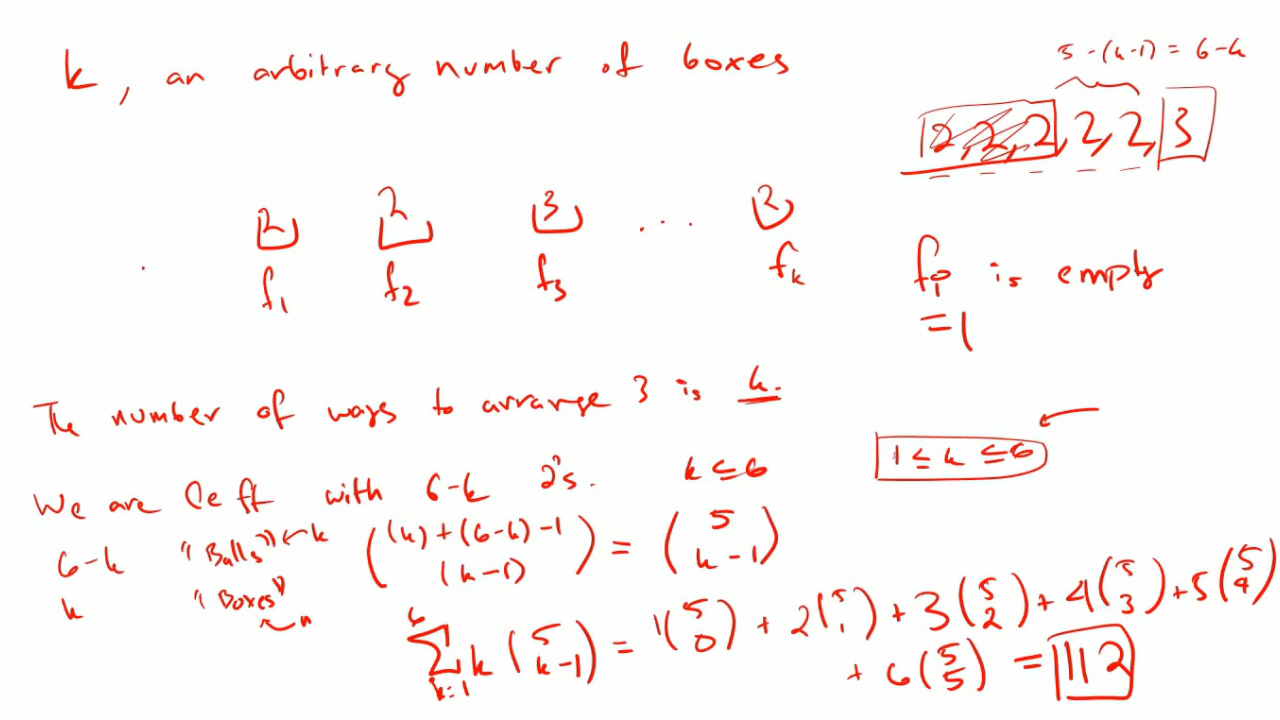 k, an arbitrary number of boxes
5-(k-1) = 6-k
2, 2, 2, 2, 2, 3
2 2 3 ... 2
f₁ f₂ f₃ fₖ
fᵢ is empty
= 1
The number of ways to arrange 3 is k.
1 ≤ k ≤ 6
We are left with 6-k 2's. k ≤ 6
6-k "Balls" ← k
k "Boxes" ← n
((k)+(6-k)-1 choose (k-1)) = (5 choose k-1)
∑_{k=1}^{6} k (5 choose k-1) = 1(5 choose 0) + 2(5 choose 1) + 3(5 choose 2) + 4(5 choose 3) + 5(5 choose 4)
+ 6(5 choose 5) = 112